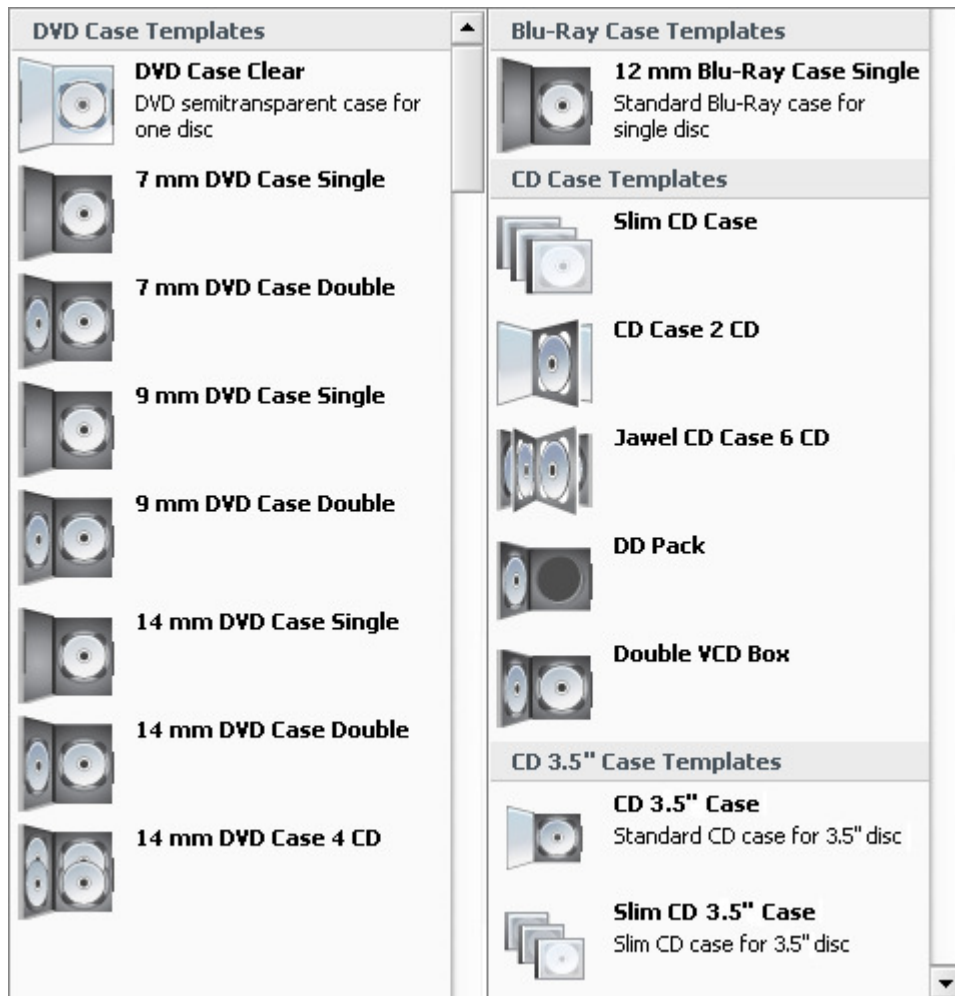 DVD Case Templates
DVD Case Clear
DVD semitransparent case for
one disc
7 mm DVD Case Single
7 mm DVD Case Double
9 mm DVD Case Single
9 mm DVD Case Double
14 mm DVD Case Single
14 mm DVD Case Double
14 mm DVD Case 4 CD
Blu-Ray Case Templates
12 mm Blu-Ray Case Single
Standard Blu-Ray case for
single disc
CD Case Templates
Slim CD Case
CD Case 2 CD
Jawel CD Case 6 CD
DD Pack
Double VCD Box
CD 3.5" Case Templates
CD 3.5" Case
Standard CD case for 3.5" disc
Slim CD 3.5" Case
Slim CD case for 3.5" disc